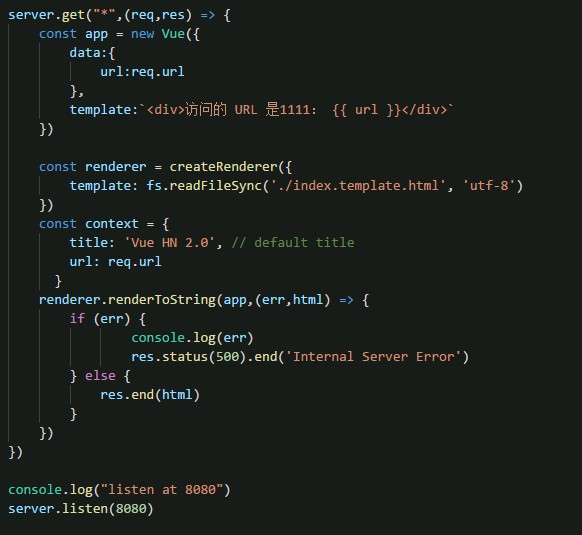 server.get("*",(req,res) => {
    const app = new Vue({
        data:{
            url:req.url
        },
        template:`<div>访问的 URL 是1111： {{ url }}</div>`
    })

    const renderer = createRenderer({
        template: fs.readFileSync('./index.template.html', 'utf-8')
    })
    const context = {
        title: 'Vue HN 2.0', // default title
        url: req.url
      }
    renderer.renderToString(app,(err,html) => {
        if (err) {
                console.log(err)
                res.status(500).end('Internal Server Error')
        } else {
            res.end(html)
        }
    })
})

console.log("listen at 8080")
server.listen(8080)